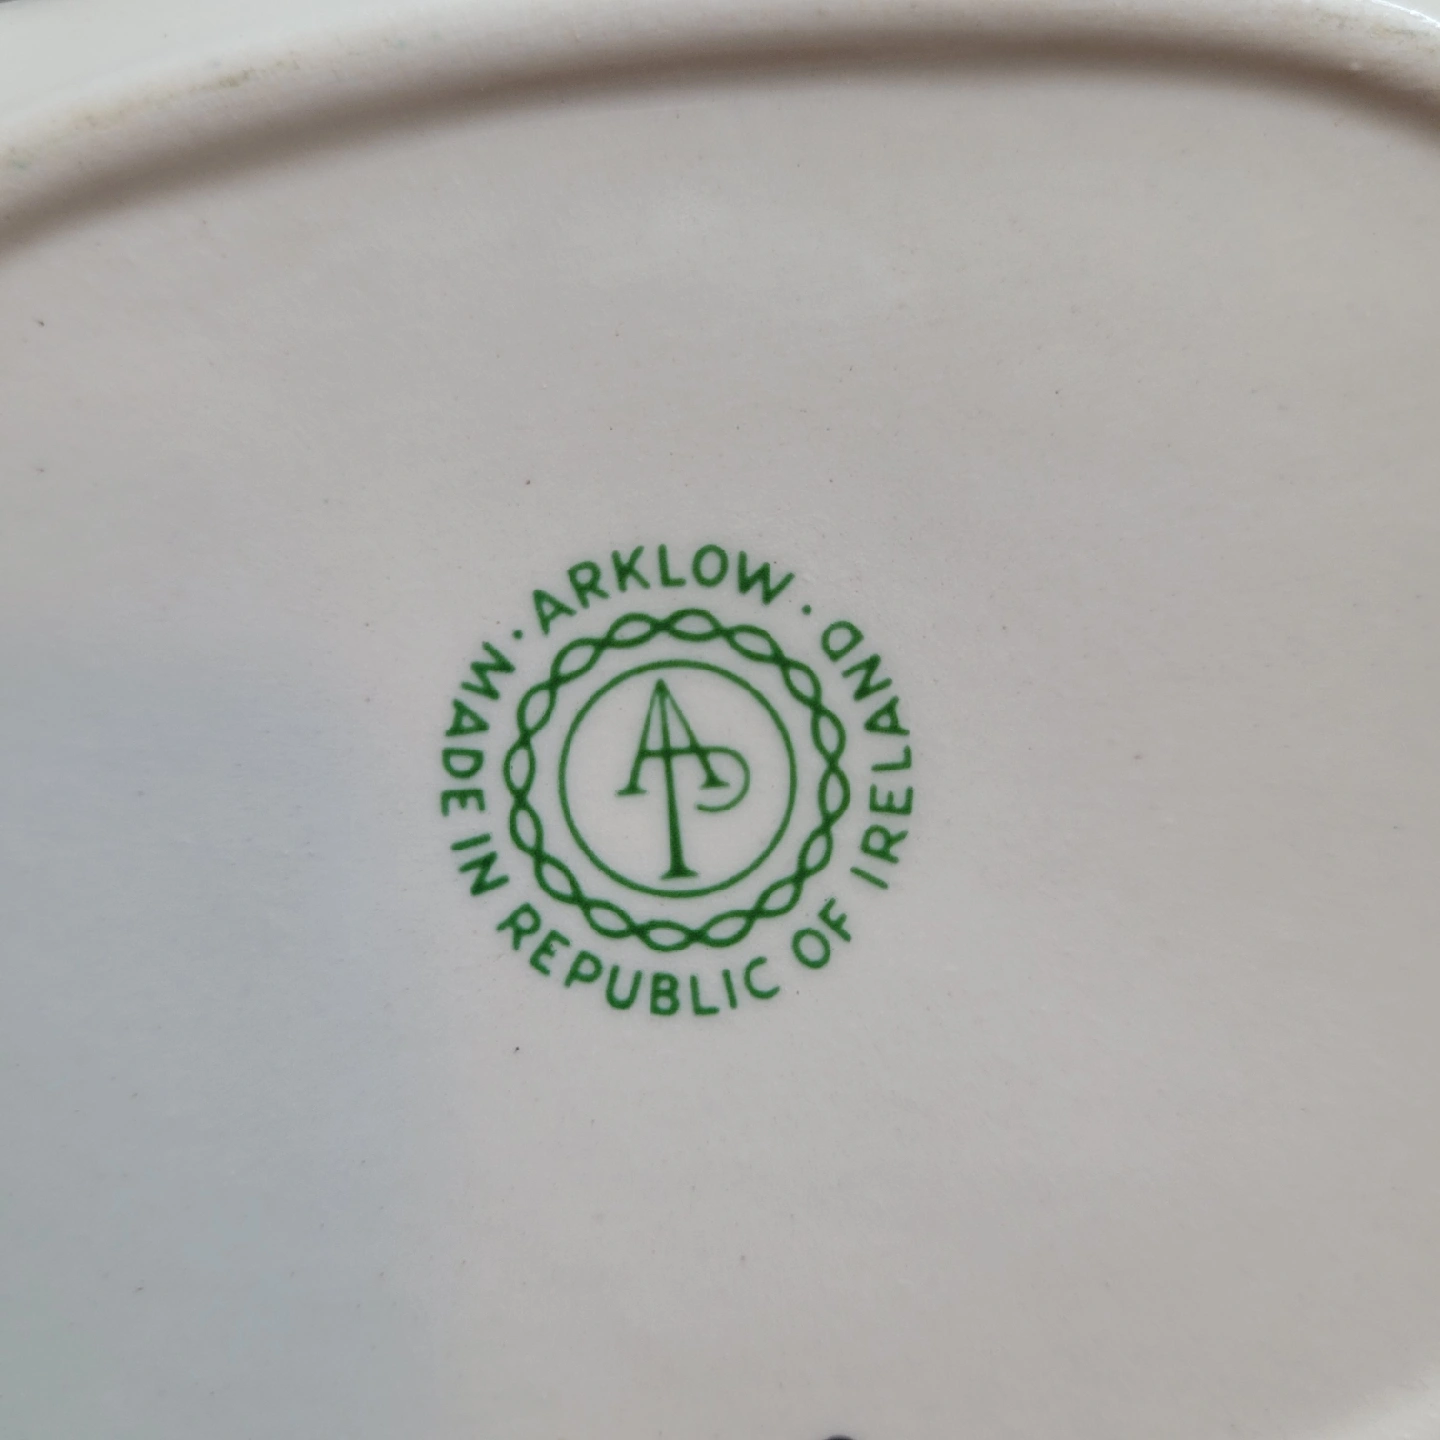 · ARKLOW ·
MADE IN REPUBLIC OF IRELAND
AP